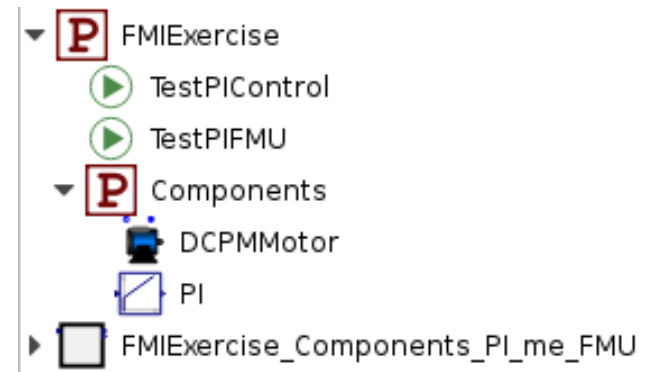 P FMIExercise
TestPIControl
TestPIFMU
P Components
DCPMMotor
PI
FMIExercise_Components_PI_me_FMU